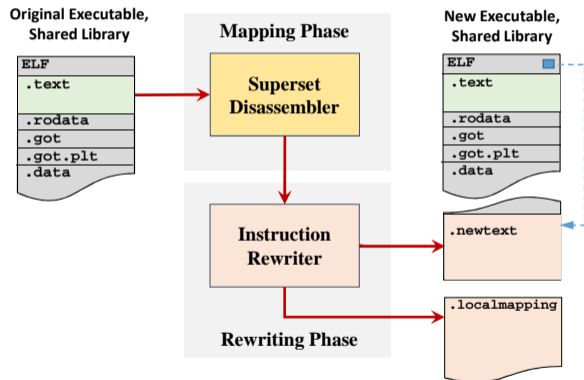 Original Executable,
Shared Library
ELF
.text
.rodata
.got
.got.plt
.data
Mapping Phase
Superset
Disassembler
Instruction
Rewriter
Rewriting Phase
New Executable,
Shared Library
ELF
.text
.rodata
.got
.got.plt
.data
.newtext
.localmapping